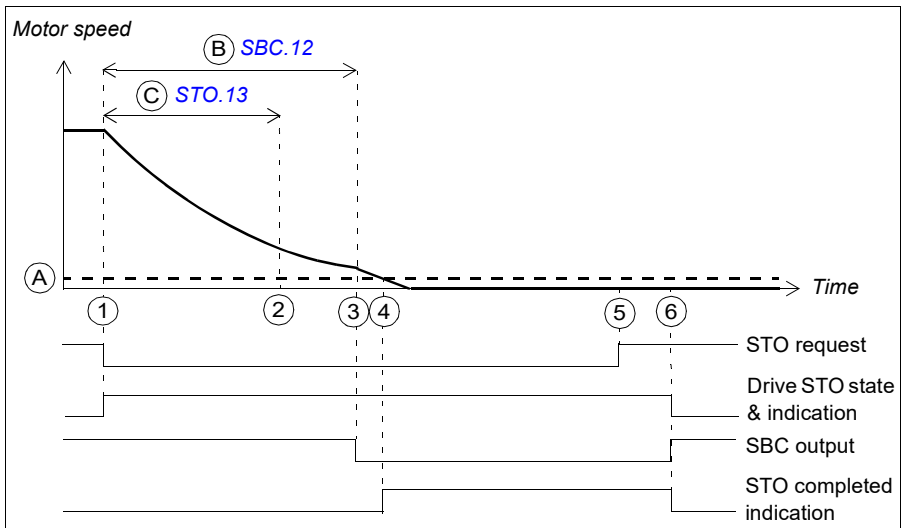 Motor speed
B SBC.12
C STO.13
A
Time
1 2 3 4 5 6
STO request
Drive STO state
& indication
SBC output
STO completed
indication